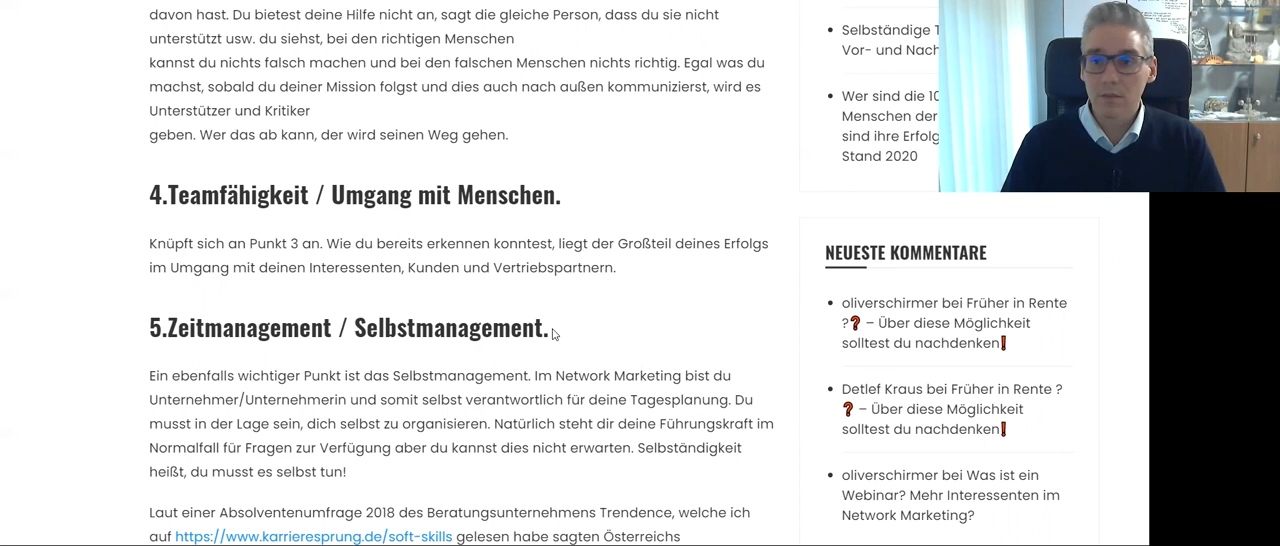 davon hast. Du bietest deine Hilfe nicht an, sagt die gleiche Person, dass du sie nicht
unterstützt usw. du siehst, bei den richtigen Menschen
kannst du nichts falsch machen und bei den falschen Menschen nichts richtig. Egal was du
machst, sobald du deiner Mission folgst und dies auch nach außen kommunizierst, wird es
Unterstützer und Kritiker
geben. Wer das ab kann, der wird seinen Weg gehen.
4.Teamfähigkeit / Umgang mit Menschen.
Knüpft sich an Punkt 3 an. Wie du bereits erkennen konntest, liegt der Großteil deines Erfolgs
im Umgang mit deinen Interessenten, Kunden und Vertriebspartnern.
5.Zeitmanagement / Selbstmanagement.
Ein ebenfalls wichtiger Punkt ist das Selbstmanagement. Im Network Marketing bist du
Unternehmer/Unternehmerin und somit selbst verantwortlich für deine Tagesplanung. Du
musst in der Lage sein, dich selbst zu organisieren. Natürlich steht dir deine Führungskraft im
Normalfall für Fragen zur Verfügung aber du kannst dies nicht erwarten. Selbständigkeit
heißt, du musst es selbst tun!
Laut einer Absolventenumfrage 2018 des Beratungsunternehmens Trendence, welche ich
auf https://www.karrieresprung.de/soft-skills gelesen habe sagten Österreichs
Selbständige
Vor- und Nach
Wer sind die 10
Menschen der
sind ihre Erfolg
Stand 2020
NEUESTE KOMMENTARE
oliverschirmer bei Früher in Rente
?❓ – Über diese Möglichkeit
solltest du nachdenken❗
Detlef Kraus bei Früher in Rente ?
❓ – Über diese Möglichkeit
solltest du nachdenken❗
oliverschirmer bei Was ist ein
Webinar? Mehr Interessenten im
Network Marketing?